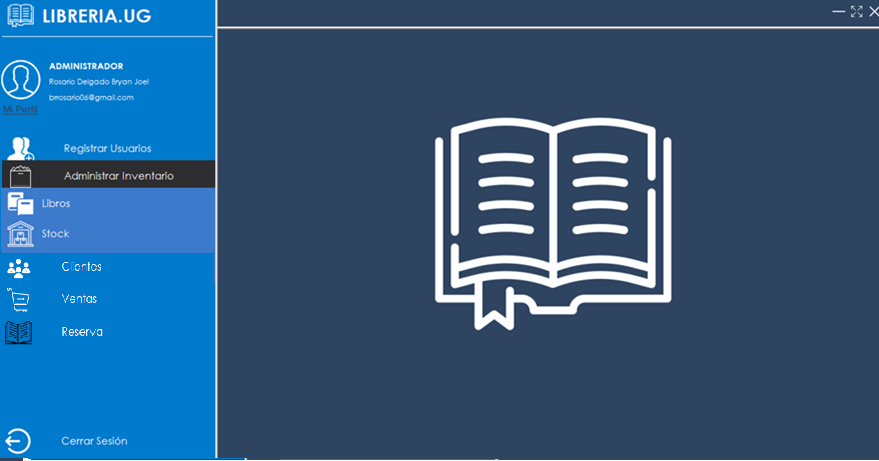 LIBRERIA.UG
ADMINISTRADOR
Rosario Delgado Bryan Joel
brrosario06@gmail.com
Mi Perfil
Registrar Usuarios
Administrar Inventario
Libros
Stock
Clientos
Ventas
Reserva
Cerrar Sesión